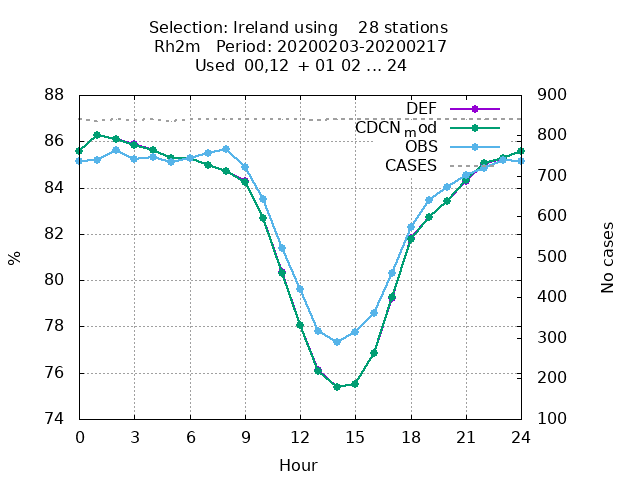 Selection: Ireland using 28 stations
Rh2m Period: 20200203-20200217
Used 00,12 + 01 02 ... 24
88
86
84
82
80
78
76
74
%
900
800
700
600
500
400
300
200
100
No cases
DEF
CDCN_mod
OBS
CASES
0 3 6 9 12 15 18 21 24
Hour